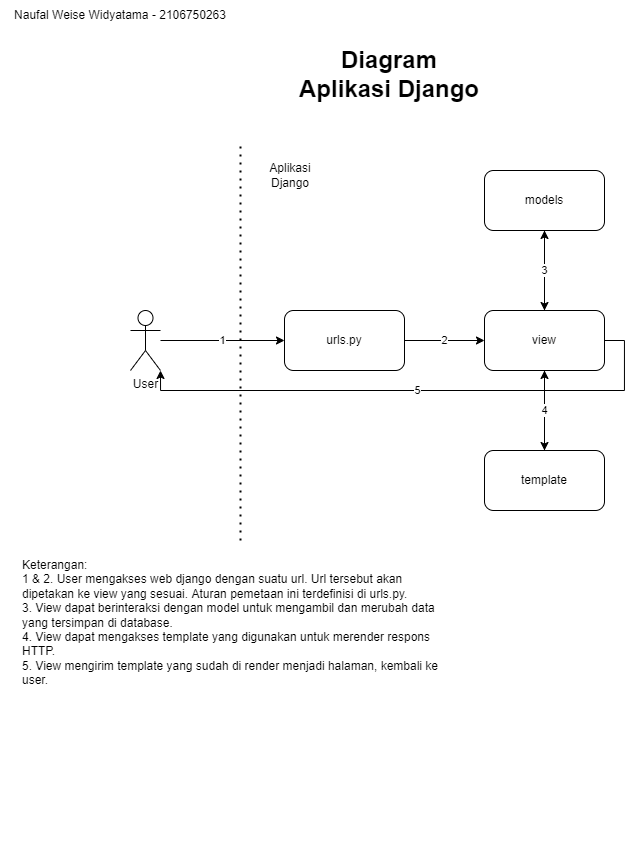 Naufal Weise Widyatama - 2106750263
Diagram
Aplikasi Django
Aplikasi
Django
models
3
1
urls.py
2
view
User
5
4
template
Keterangan:
1 & 2. User mengakses web django dengan suatu url. Url tersebut akan
dipetakan ke view yang sesuai. Aturan pemetaan ini terdefinisi di urls.py.
3. View dapat berinteraksi dengan model untuk mengambil dan merubah data
yang tersimpan di database.
4. View dapat mengakses template yang digunakan untuk merender respons
HTTP.
5. View mengirim template yang sudah di render menjadi halaman, kembali ke
user.